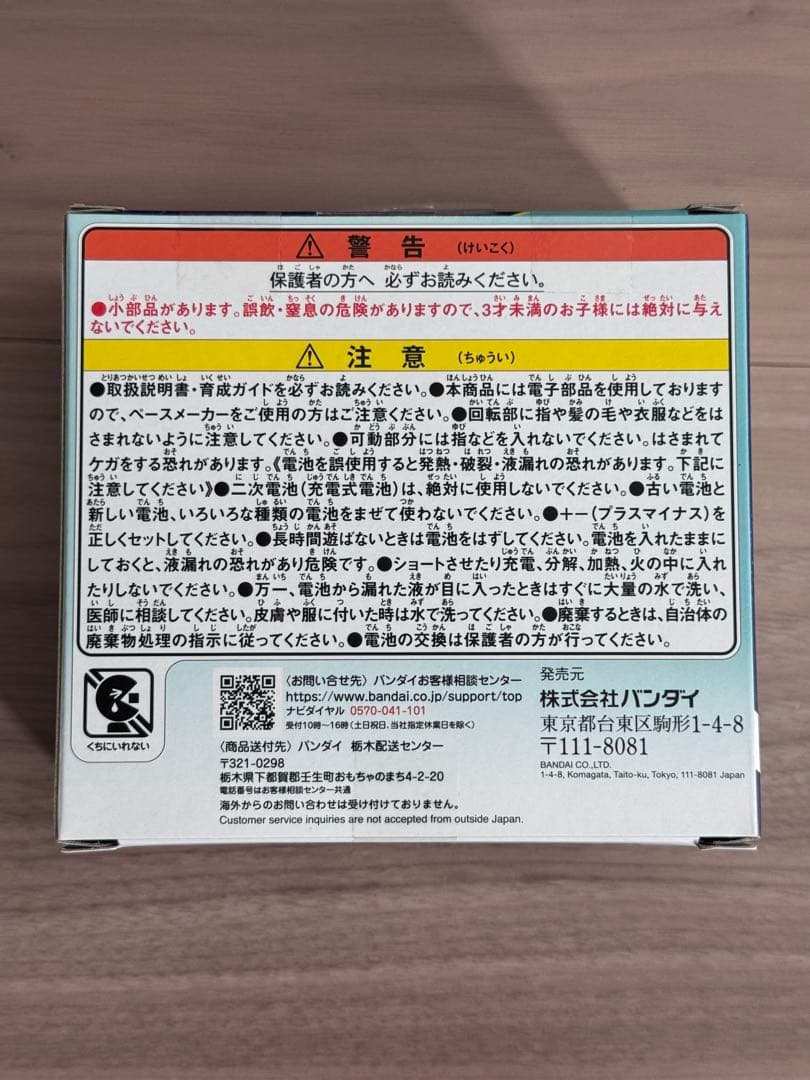 ⚠ 警告 (けいこく)
保護者の方へ 必ずお読みください。
●小部品があります。誤飲・窒息の危険がありますので、3才未満のお子様には絶対に与え
ないでください。
⚠ 注意 (ちゅうい)
●取扱説明書・育成ガイドを必ずお読みください。●本商品には電子部品を使用しております
ので、ペースメーカーをご使用の方はご注意ください。●回転部に指や髪の毛や衣服などをは
さまれないように注意してください。●可動部分には指などを入れないでください。はさまれて
ケガをする恐れがあります。《電池を誤使用すると発熱・破裂・液漏れの恐れがあります。下記に
注意してください》●二次電池(充電式電池)は、絶対に使用しないでください。●古い電池と
新しい電池、いろいろな種類の電池をまぜて使わないでください。●+-(プラスマイナス)を
正しくセットしてください。●長時間遊ばないときは電池をはずしてください。電池を入れたままに
しておくと、液漏れの恐れがあり危険です。●ショートさせたり充電、分解、加熱、火の中に入れ
たりしないでください。●万一、電池から漏れた液が目に入ったときはすぐに大量の水で洗い、
医師に相談してください。皮膚や服に付いた時は水で洗ってください。●廃棄するときは、自治体の
廃棄物処理の指示に従ってください。●電池の交換は保護者の方が行ってください。
くちにいれない
〈お問い合せ先〉バンダイお客様相談センター
https://www.bandai.co.jp/support/top
ナビダイヤル 0570-041-101
受付10時〜16時(土日祝日、当社指定休業日を除く)
〈商品送付先〉バンダイ 栃木配送センター
〒321-0298
栃木県下都賀郡壬生町おもちゃのまち4-2-20
電話番号はお客様相談センター共通
海外からのお問い合わせは受け付けておりません。
Customer service inquiries are not accepted from outside Japan.
発売元
株式会社バンダイ
東京都台東区駒形1-4-8
〒111-8081
BANDAI CO.,LTD.
1-4-8, Komagata, Taito-ku, Tokyo, 111-8081 Japan